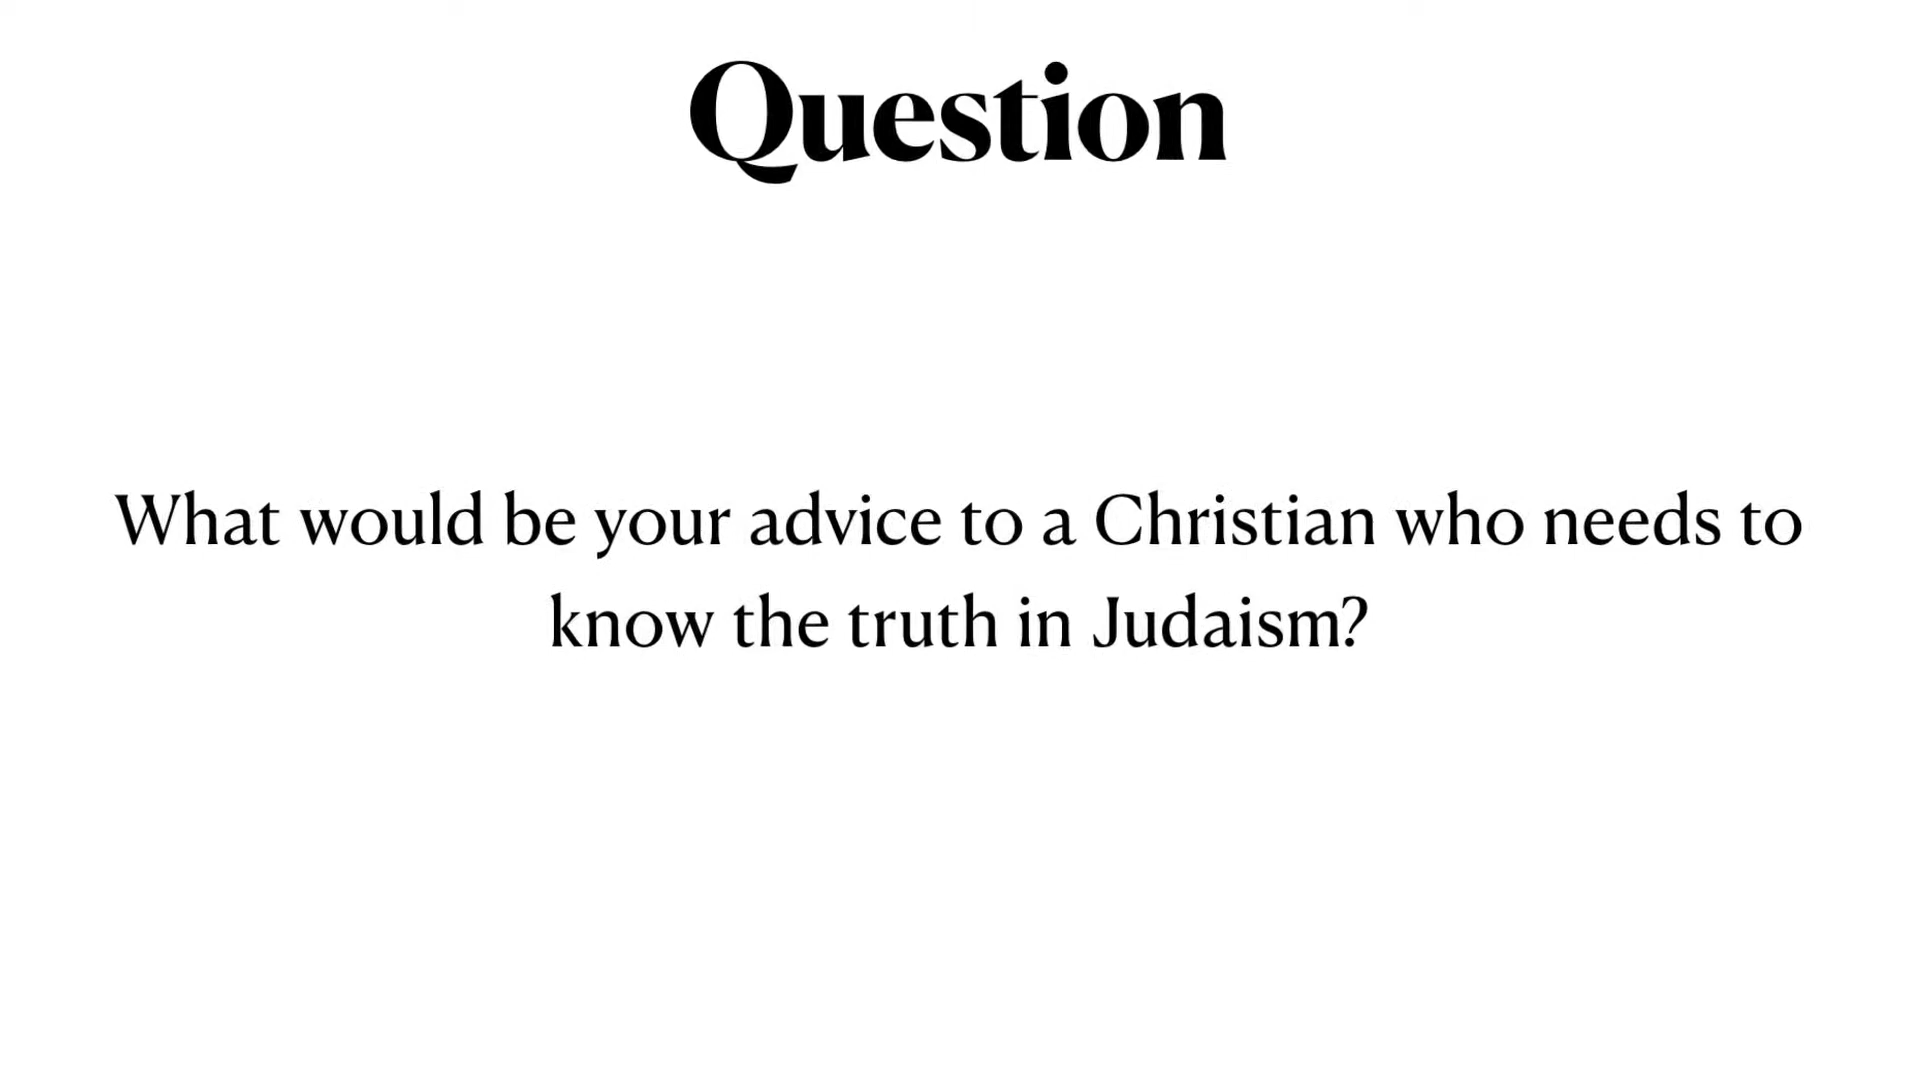 Question
What would be your advice to a Christian who needs to
know the truth in Judaism?